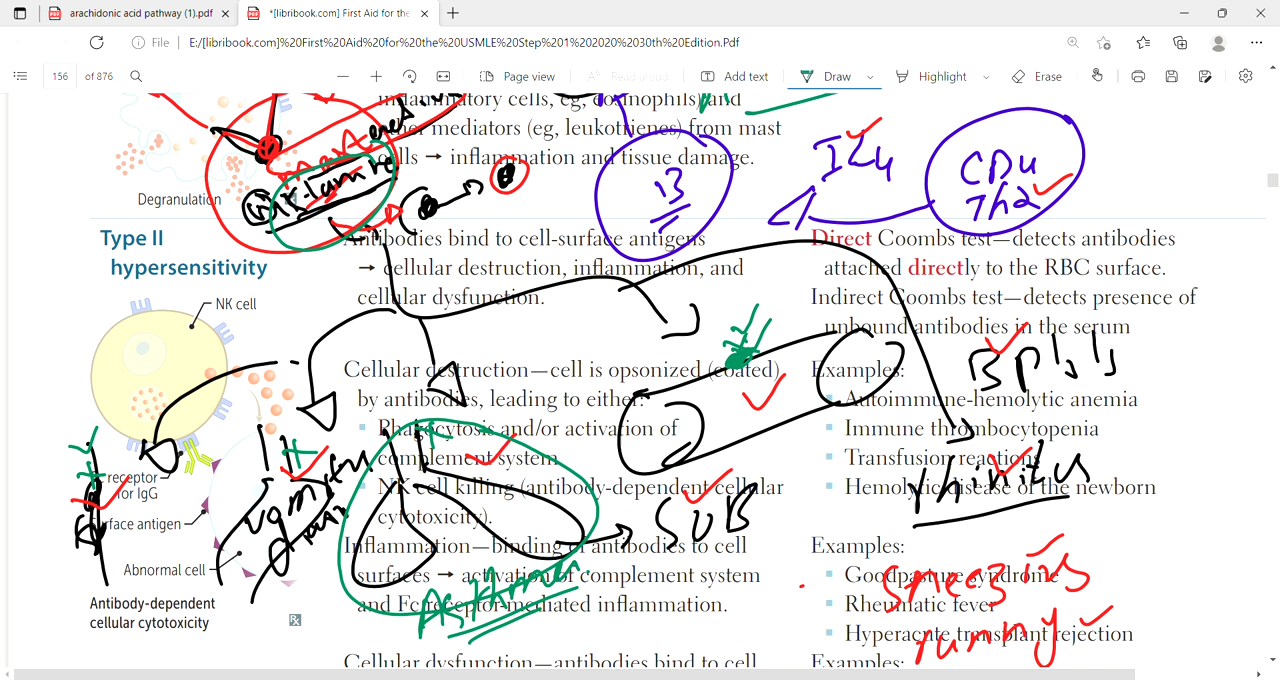 arachidonic acid pathway (1).pdf
*[libribook.com] First Aid for the
File
E:/[libribook.com]%20First%20Aid%20for%20the%20USMLE%20Step%201%202020%2030th%20Edition.Pdf
156 of 876
Page view
Read aloud
Add text
Draw
Highlight
Erase
inflammatory cells, eg, eosinophils) and
other mediators (eg, leukotrienes) from mast
cells → inflammation and tissue damage.
Degranulation
13
IL4
CD4
Th2
Type II
hypersensitivity
NK cell
receptor
for IgG
Surface antigen
Abnormal cell
Antibody-dependent
cellular cytotoxicity
Rx
Antibodies bind to cell-surface antigens
→ cellular destruction, inflammation, and
cellular dysfunction.
Cellular destruction—cell is opsonized (coated)
by antibodies, leading to either:
Phagocytosis and/or activation of
complement system
NK cell killing (antibody-dependent cellular
cytotoxicity).
Inflammation—binding of antibodies to cell
surfaces → activation of complement system
and Fc receptor-mediated inflammation.
Cellular dysfunction—antibodies bind to cell
Direct Coombs test—detects antibodies
attached directly to the RBC surface.
Indirect Coombs test—detects presence of
unbound antibodies in the serum
Examples:
Autoimmune-hemolytic anemia
Immune thrombocytopenia
Transfusion reactions
Hemolytic disease of the newborn
Examples:
Goodpasture syndrome
Rheumatic fever
Hyperacute transplant rejection
Examples:
rhinitis
SOB
Asthma
runny